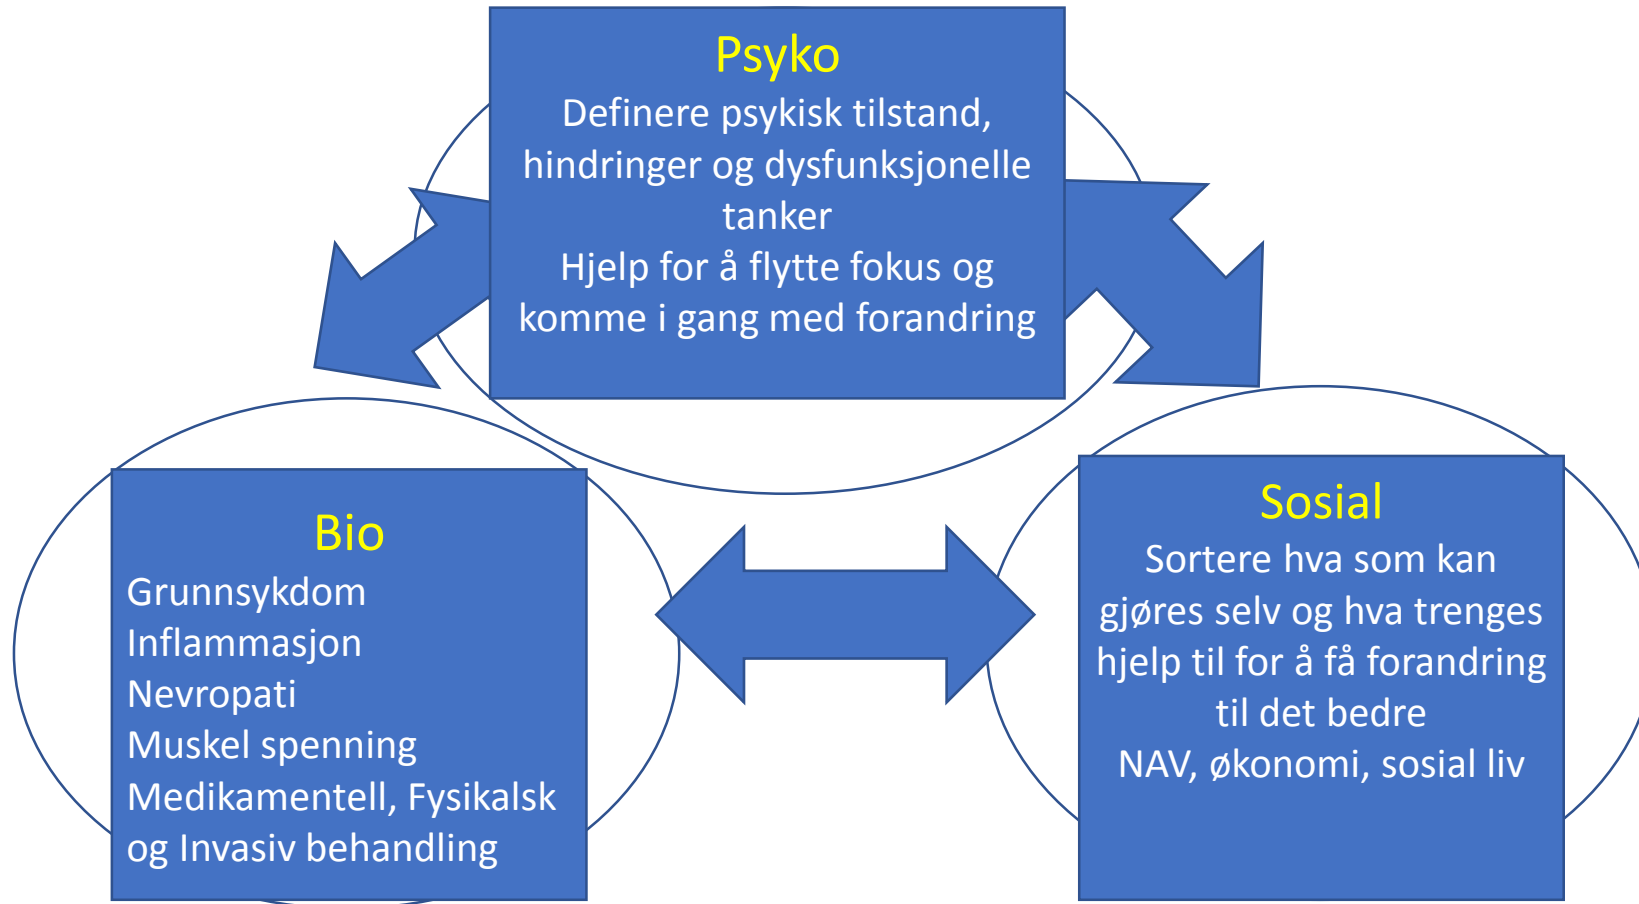 Psyko
Definere psykisk tilstand,
hindringer og dysfunksjonelle
tanker
Hjelp for å flytte fokus og
komme i gang med forandring
Bio
Grunnsykdom
Inflammasjon
Nevropati
Muskel spenning
Medikamentell, Fysikalsk
og Invasiv behandling
Sosial
Sortere hva som kan
gjøres selv og hva trenges
hjelp til for å få forandring
til det bedre
NAV, økonomi, sosial liv